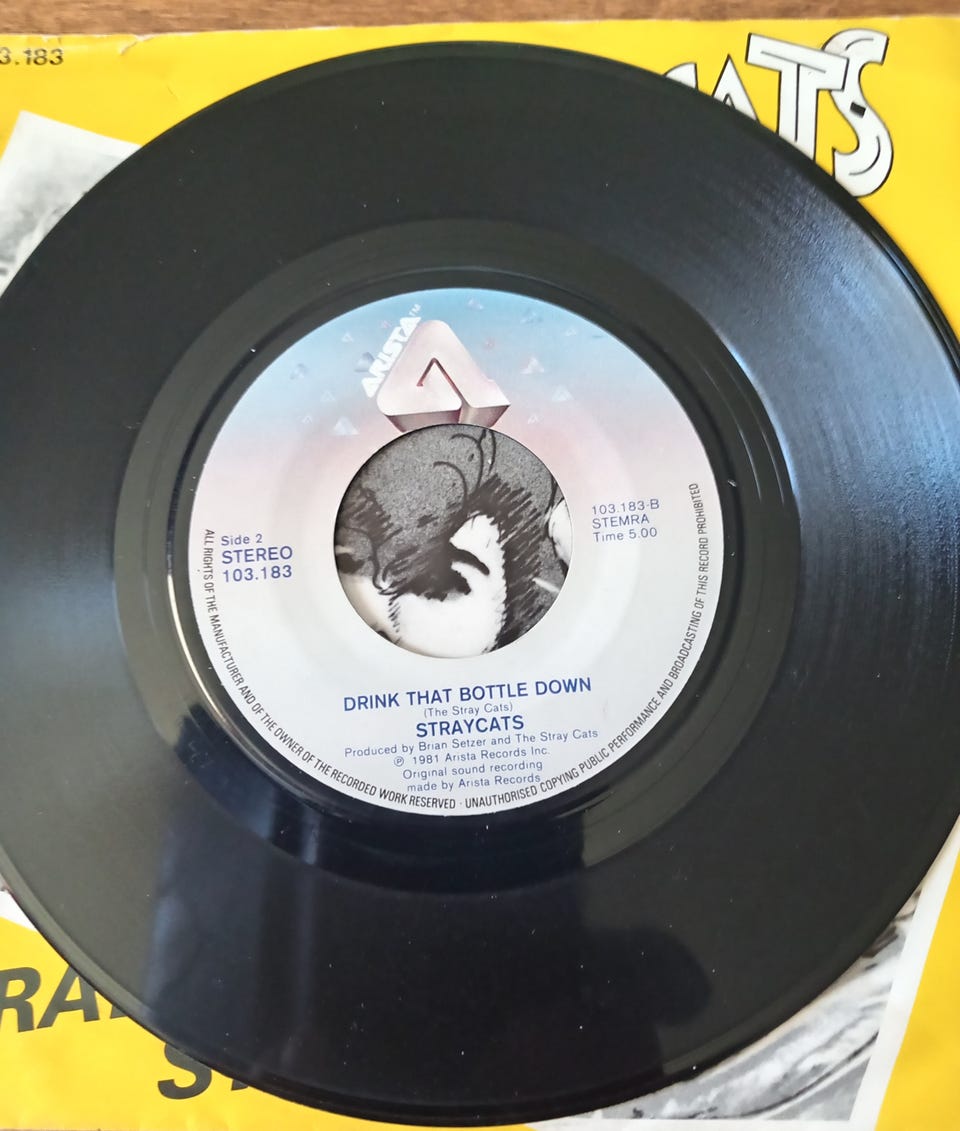 3.183
CATS
ARISTA™
Side 2
STEREO
103.183
103.183-B
STEMRA
Time 5.00
DRINK THAT BOTTLE DOWN
(The Stray Cats)
STRAYCATS
Produced by Brian Setzer and The Stray Cats
℗ 1981 Arista Records Inc.
Original sound recording
made by Arista Records
ALL RIGHTS OF THE MANUFACTURER AND OF THE OWNER OF THE RECORDED WORK RESERVED · UNAUTHORISED COPYING PUBLIC PERFORMANCE AND BROADCASTING OF THIS RECORD PROHIBITED
RA
S